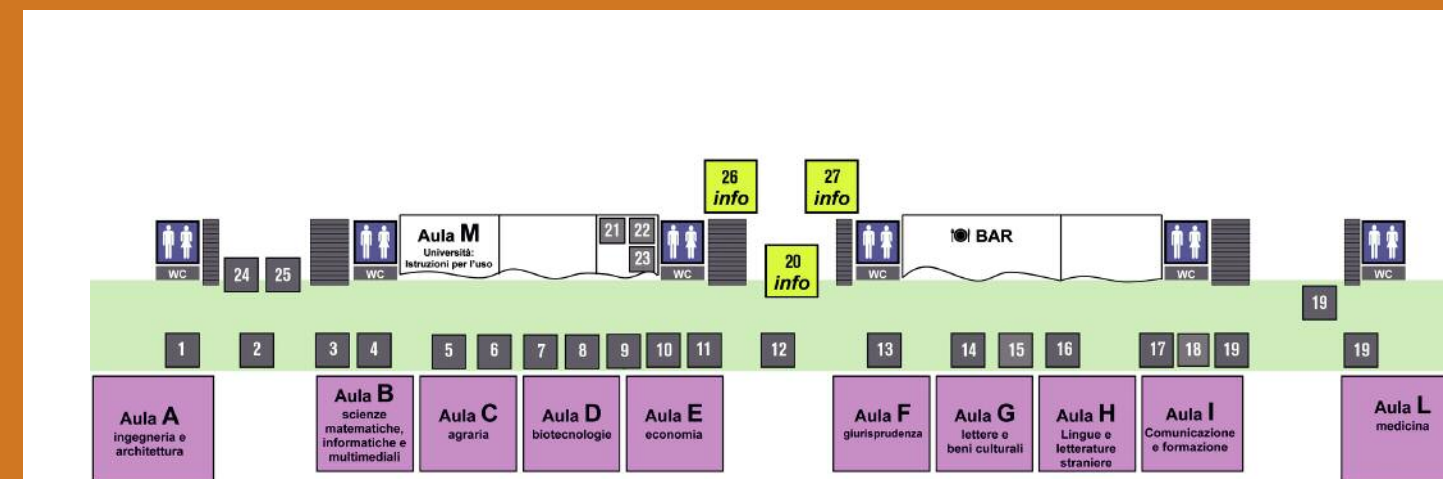 26
info
27
info
Aula M
Università:
Istruzioni per l'uso
21
22
23
BAR
WC
24
25
WC
WC
20
info
WC
WC
WC
19
1
2
3
4
5
6
7
8
9
10
11
12
13
14
15
16
17
18
19
19
Aula A
ingegneria e
architettura
Aula B
scienze
matematiche,
informatiche e
multimediali
Aula C
agraria
Aula D
biotecnologie
Aula E
economia
Aula F
giurisprudenza
Aula G
lettere e
beni culturali
Aula H
Lingue e
letterature
straniere
Aula I
Comunicazione
e formazione
Aula L
medicina